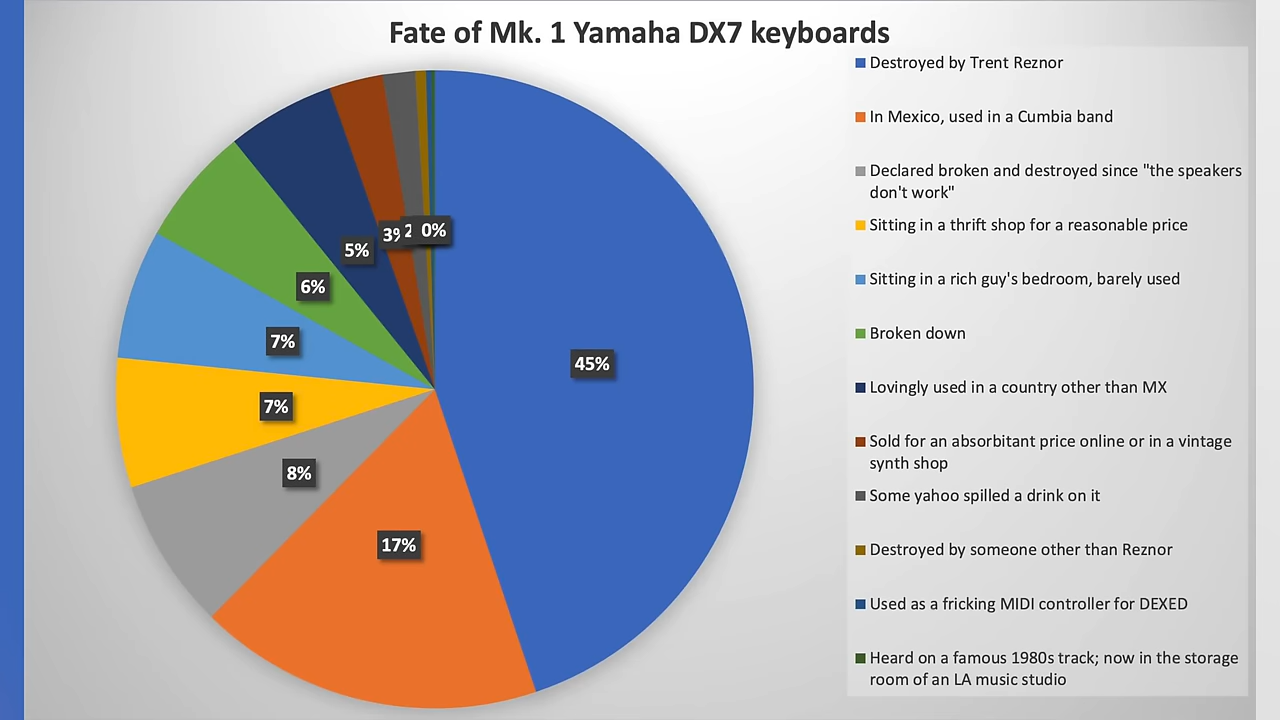 Fate of Mk. 1 Yamaha DX7 keyboards
Destroyed by Trent Reznor
In Mexico, used in a Cumbia band
Declared broken and destroyed since "the speakers
don't work"
Sitting in a thrift shop for a reasonable price
Sitting in a rich guy's bedroom, barely used
Broken down
Lovingly used in a country other than MX
Sold for an absorbitant price online or in a vintage
synth shop
Some yahoo spilled a drink on it
Destroyed by someone other than Reznor
Used as a fricking MIDI controller for DEXED
Heard on a famous 1980s track; now in the storage
room of an LA music studio
45%
17%
8%
7%
7%
6%
5%
3%
2
0%